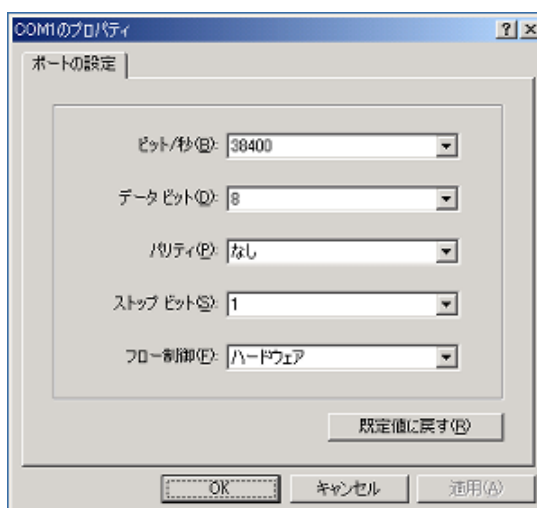 COM1のプロパティ
ポートの設定
ビット/秒(B): 38400
データ ビット(D): 8
パリティ(P): なし
ストップ ビット(S): 1
フロー制御(F): ハードウェア
既定値に戻す(R)
OK キャンセル 適用(A)